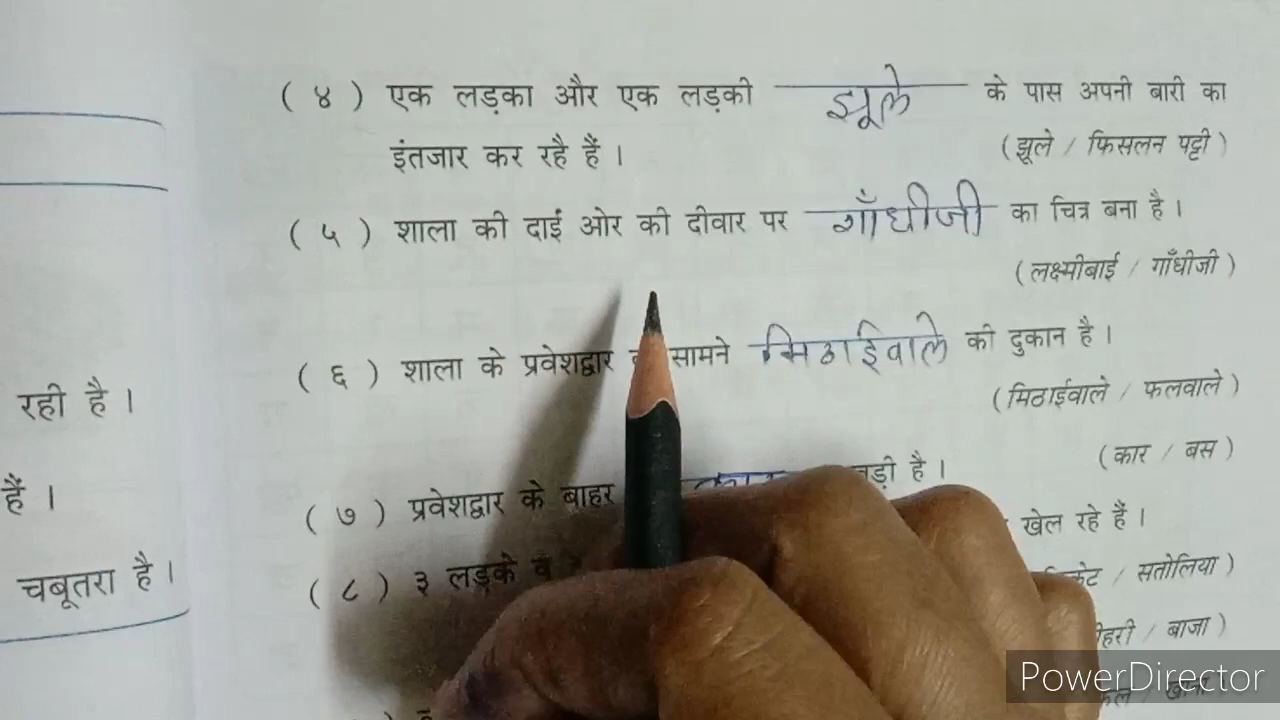 ( ४ ) एक लड़का और एक लड़की झूले के पास अपनी बारी का
इंतजार कर रहै हैं ।
( झूले / फिसलन पट्टी )
( ५ ) शाला की दाईं ओर की दीवार पर गाँधीजी का चित्र बना है ।
( लक्ष्मीबाई / गाँधीजी )
( ६ ) शाला के प्रवेशद्वार सामने मिठाईवाले की दुकान है ।
( मिठाईवाले / फलवाले )
( कार / बस )
( ७ ) प्रवेशद्वार के बाहर है ।
( ८ ) ३ लड़के खेल रहे हैं ।
/ सतोलिया )
/ बाजा )
रही है ।
हैं ।
चबूतरा है ।
PowerDirector